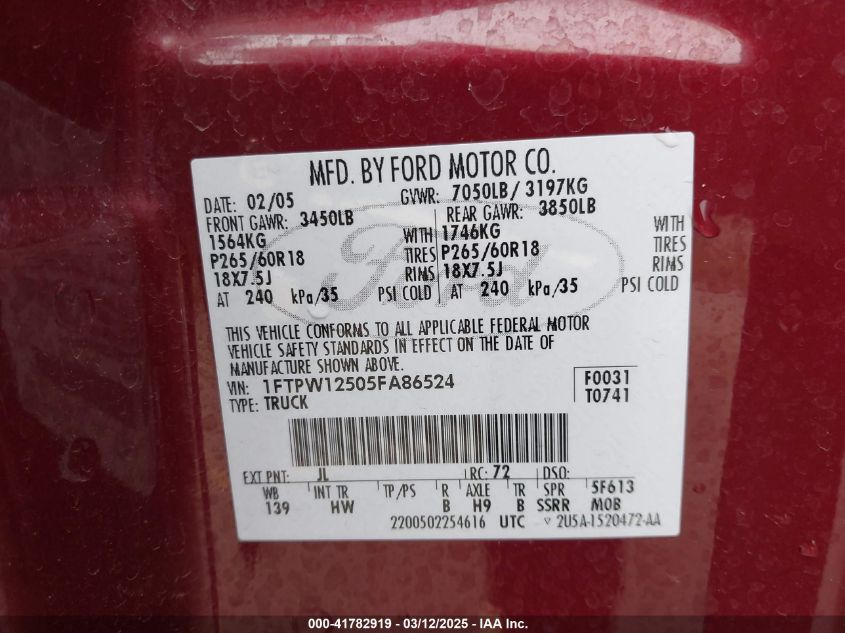 MFD. BY FORD MOTOR CO.
DATE: 02/05 GVWR: 7050LB/ 3197KG
FRONT GAWR: 3450LB REAR GAWR: 3850LB
1564KG WITH 1746KG WITH
P265/60R18 TIRES P265/60R18 TIRES
18X7.5J RIMS 18X7.5J RIMS
AT 240 kPa/35 PSI COLD AT 240 kPa/35 PSI COLD
Ford
THIS VEHICLE CONFORMS TO ALL APPLICABLE FEDERAL MOTOR
VEHICLE SAFETY STANDARDS IN EFFECT ON THE DATE OF
MANUFACTURE SHOWN ABOVE.
VIN: 1FTPW12505FA86524 F0031
TYPE: TRUCK T0741
EXT PNT: JL RC: 72 DSO:
WB INT TR TP/PS R AXLE TR SPR 5F613
139 HW B H9 B SSRR MOB
2200502254616 UTC ▽ 2U5A-1520472-AA
000-41782919 - 03/12/2025 - IAA Inc.